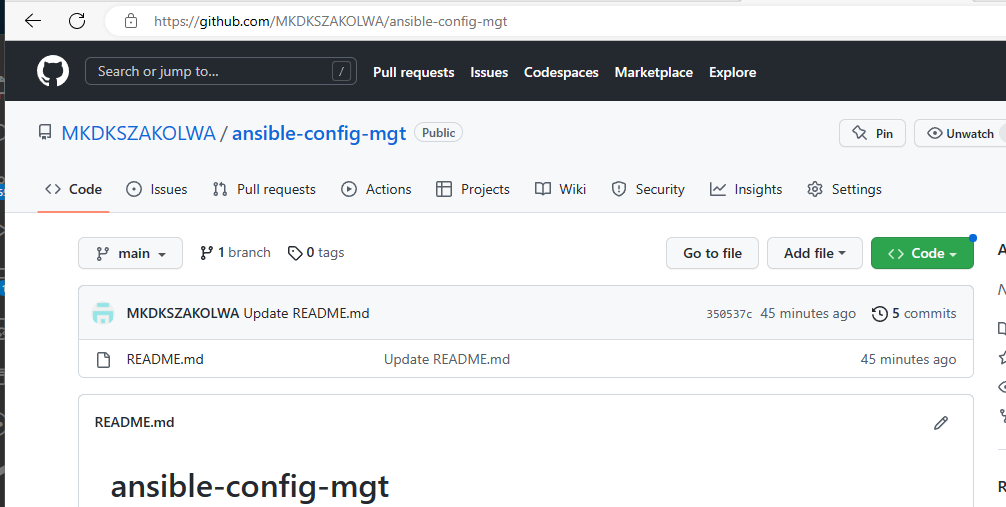 https://github.com/MKDKSZAKOLWA/ansible-config-mgt
Search or jump to... / Pull requests Issues Codespaces Marketplace Explore
MKDKSZAKOLWA / ansible-config-mgt Public Pin Unwatch
Code Issues Pull requests Actions Projects Wiki Security Insights Settings
main 1 branch 0 tags Go to file Add file Code
MKDKSZAKOLWA Update README.md 350537c 45 minutes ago 5 commits
README.md Update README.md 45 minutes ago
README.md
ansible-config-mgt